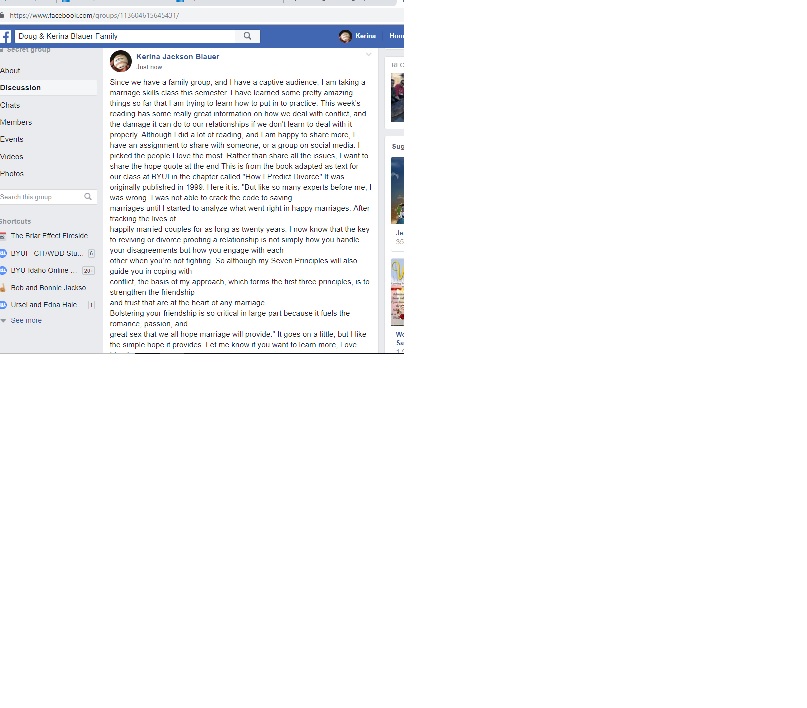 https://www.facebook.com/groups/113604615645431/
Doug & Kerina Blauer Family
Kerina
Hom
Secret group
About
Discussion
Chats
Members
Events
Videos
Photos
Search this group
Shortcuts
The Briar Effect Fireside
BYUI - CIT/WDD Stu... 6
BYU Idaho Online ... 20+
Bob and Bonnie Jackso
Ursel and Edna Hale... 1
See more
Kerina Jackson Blauer
Just now
Since we have a family group, and I have a captive audience. I am taking a
marriage skills class this semester. I have learned some pretty amazing
things so far that I am trying to learn how to put in to practice. This week's
reading has some really great information on how we deal with conflict, and
the damage it can do to our relationships if we don't learn to deal with it
properly. Although I did a lot of reading, and I am happy to share more, I
have an assignment to share with someone, or a group on social media. I
picked the people I love the most. Rather than share all the issues, I want to
share the hope quote at the end This is from the book adapted as text for
our class at BYUI in the chapter called "How I Predict Divorce" It was
originally published in 1999. Here it is. "But like so many experts before me, I
was wrong. I was not able to crack the code to saving
marriages until I started to analyze what went right in happy marriages. After
tracking the lives of
happily married couples for as long as twenty years, I now know that the key
to reviving or divorce proofing a relationship is not simply how you handle
your disagreements but how you engage with each
other when you're not fighting. So although my Seven Principles will also
guide you in coping with
conflict, the basis of my approach, which forms the first three principles, is to
strengthen the friendship
and trust that are at the heart of any marriage
Bolstering your friendship is so critical in large part because it fuels the
romance, passion, and
great sex that we all hope marriage will provide." It goes on a little, but I like
the simple hope it provides. Let me know if you want to learn more. Love
REC
Sug
Je
35
Wo
Sa